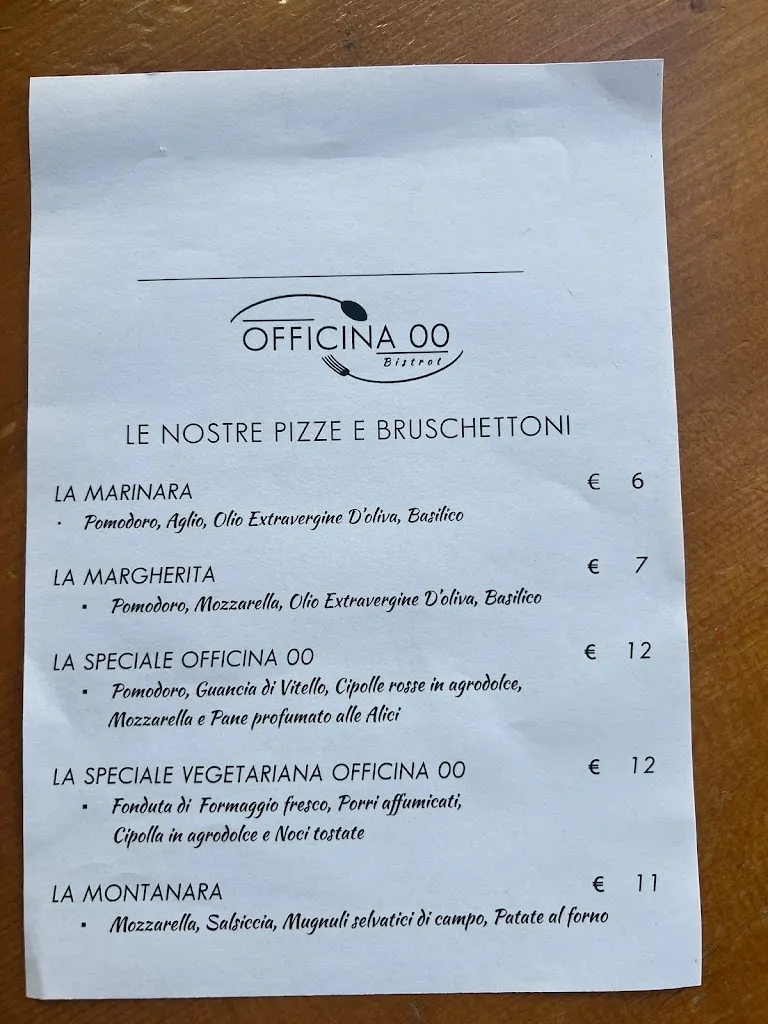 OFFICINA 00
Bistrot
LE NOSTRE PIZZE E BRUSCHETTONI
LA MARINARA € 6
· Pomodoro, Aglio, Olio Extravergine D'oliva, Basilico
LA MARGHERITA € 7
▪ Pomodoro, Mozzarella, Olio Extravergine D'oliva, Basilico
LA SPECIALE OFFICINA 00 € 12
▪ Pomodoro, Guancia di Vitello, Cipolle rosse in agrodolce,
Mozzarella e Pane profumato alle Alici
LA SPECIALE VEGETARIANA OFFICINA 00 € 12
▪ Fonduta di Formaggio fresco, Porri affumicati,
Cipolla in agrodolce e Noci tostate
LA MONTANARA € 11
▪ Mozzarella, Salsiccia, Mugnuli selvatici di campo, Patate al forno